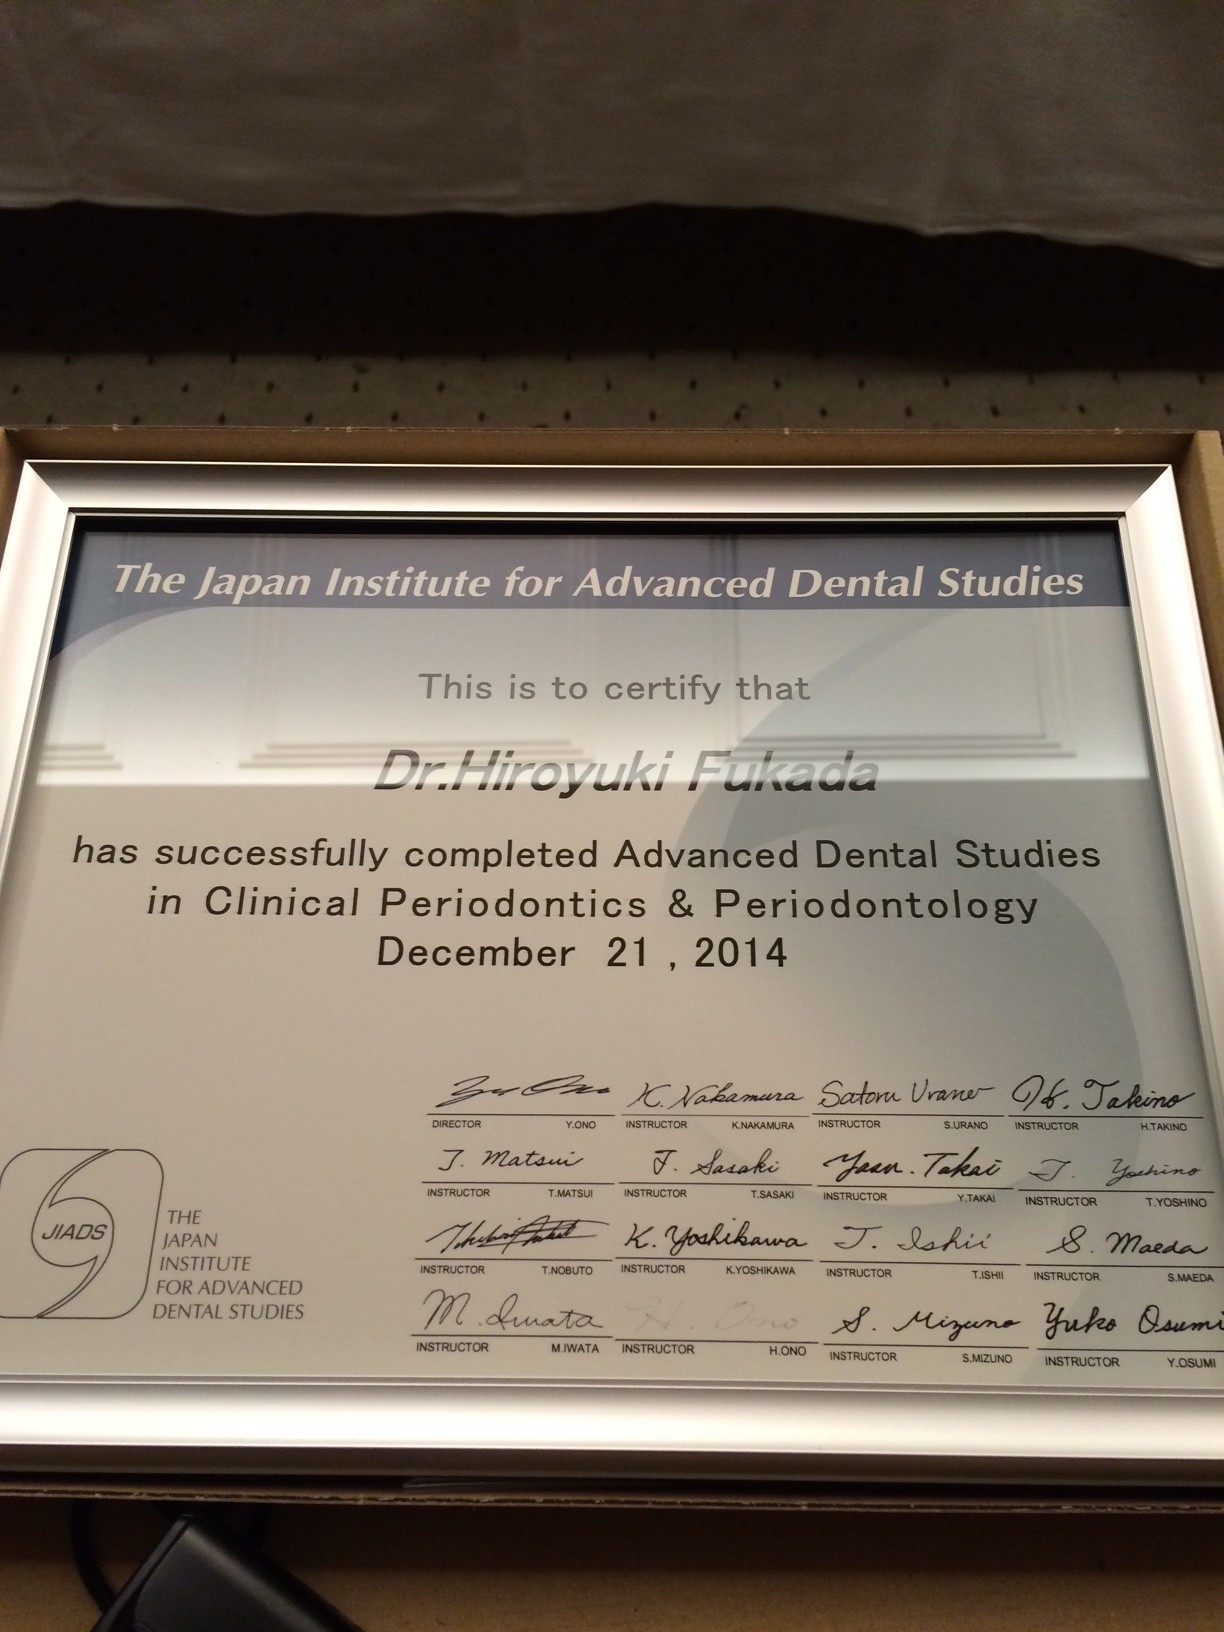 The Japan Institute for Advanced Dental Studies
This is to certify that
Dr.Hiroyuki Fukada
has successfully completed Advanced Dental Studies
in Clinical Periodontics & Periodontology
December 21 , 2014
K. Nakamura Satoru Urano H. Takino
DIRECTOR Y.ONO INSTRUCTOR K.NAKAMURA INSTRUCTOR S.URANO INSTRUCTOR H.TAKINO
T. Matsui T. Sasaki Takai T. Yoshino
INSTRUCTOR T.MATSUI INSTRUCTOR T.SASAKI INSTRUCTOR Y.TAKAI INSTRUCTOR T.YOSHINO
K. Yoshikawa T. Ishii S. Maeda
INSTRUCTOR T.NOBUTO INSTRUCTOR K.YOSHIKAWA INSTRUCTOR T.ISHII INSTRUCTOR S.MAEDA
M. Iwata H. Ono S. Mizuno Yuko Osumi
INSTRUCTOR M.IWATA INSTRUCTOR H.ONO INSTRUCTOR S.MIZUNO INSTRUCTOR Y.OSUMI
JIADS
THE
JAPAN
INSTITUTE
FOR ADVANCED
DENTAL STUDIES